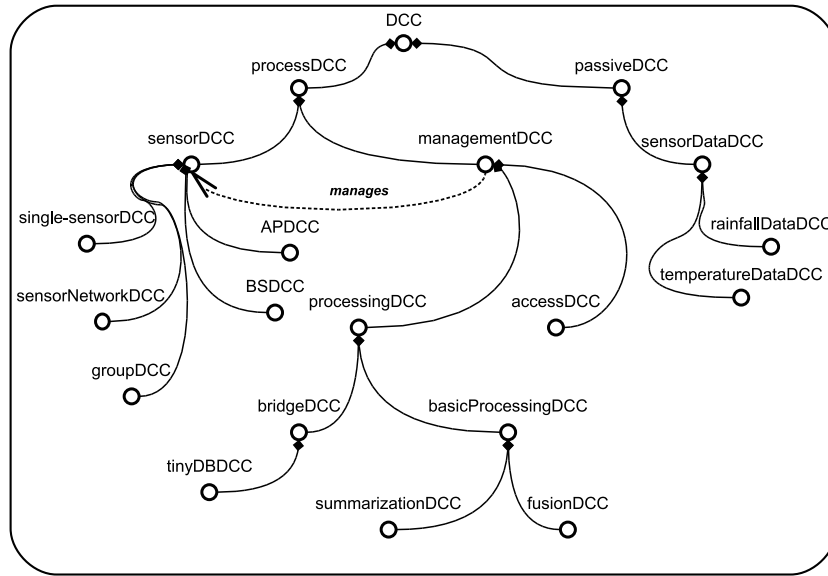 DCC
processDCC
passiveDCC
sensorDCC
managementDCC
sensorDataDCC
manages
single-sensorDCC
APDCC
rainfallDataDCC
temperatureDataDCC
sensorNetworkDCC
BSDCC
processingDCC
accessDCC
groupDCC
bridgeDCC
basicProcessingDCC
tinyDBDCC
summarizationDCC
fusionDCC